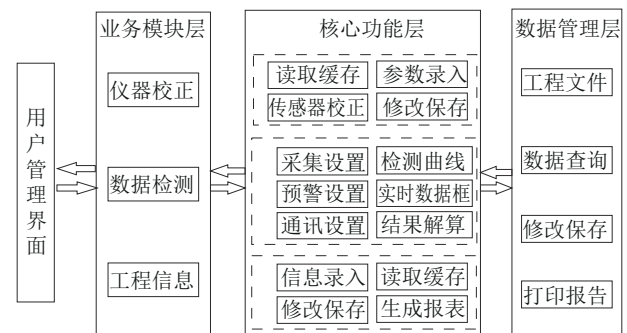 用户管理界面
业务模块层
仪器校正
数据检测
工程信息
核心功能层
读取缓存 参数录入
传感器校正 修改保存
采集设置 检测曲线
预警设置 实时数据框
通讯设置 结果解算
信息录入 读取缓存
修改保存 生成报表
数据管理层
工程文件
数据查询
修改保存
打印报告